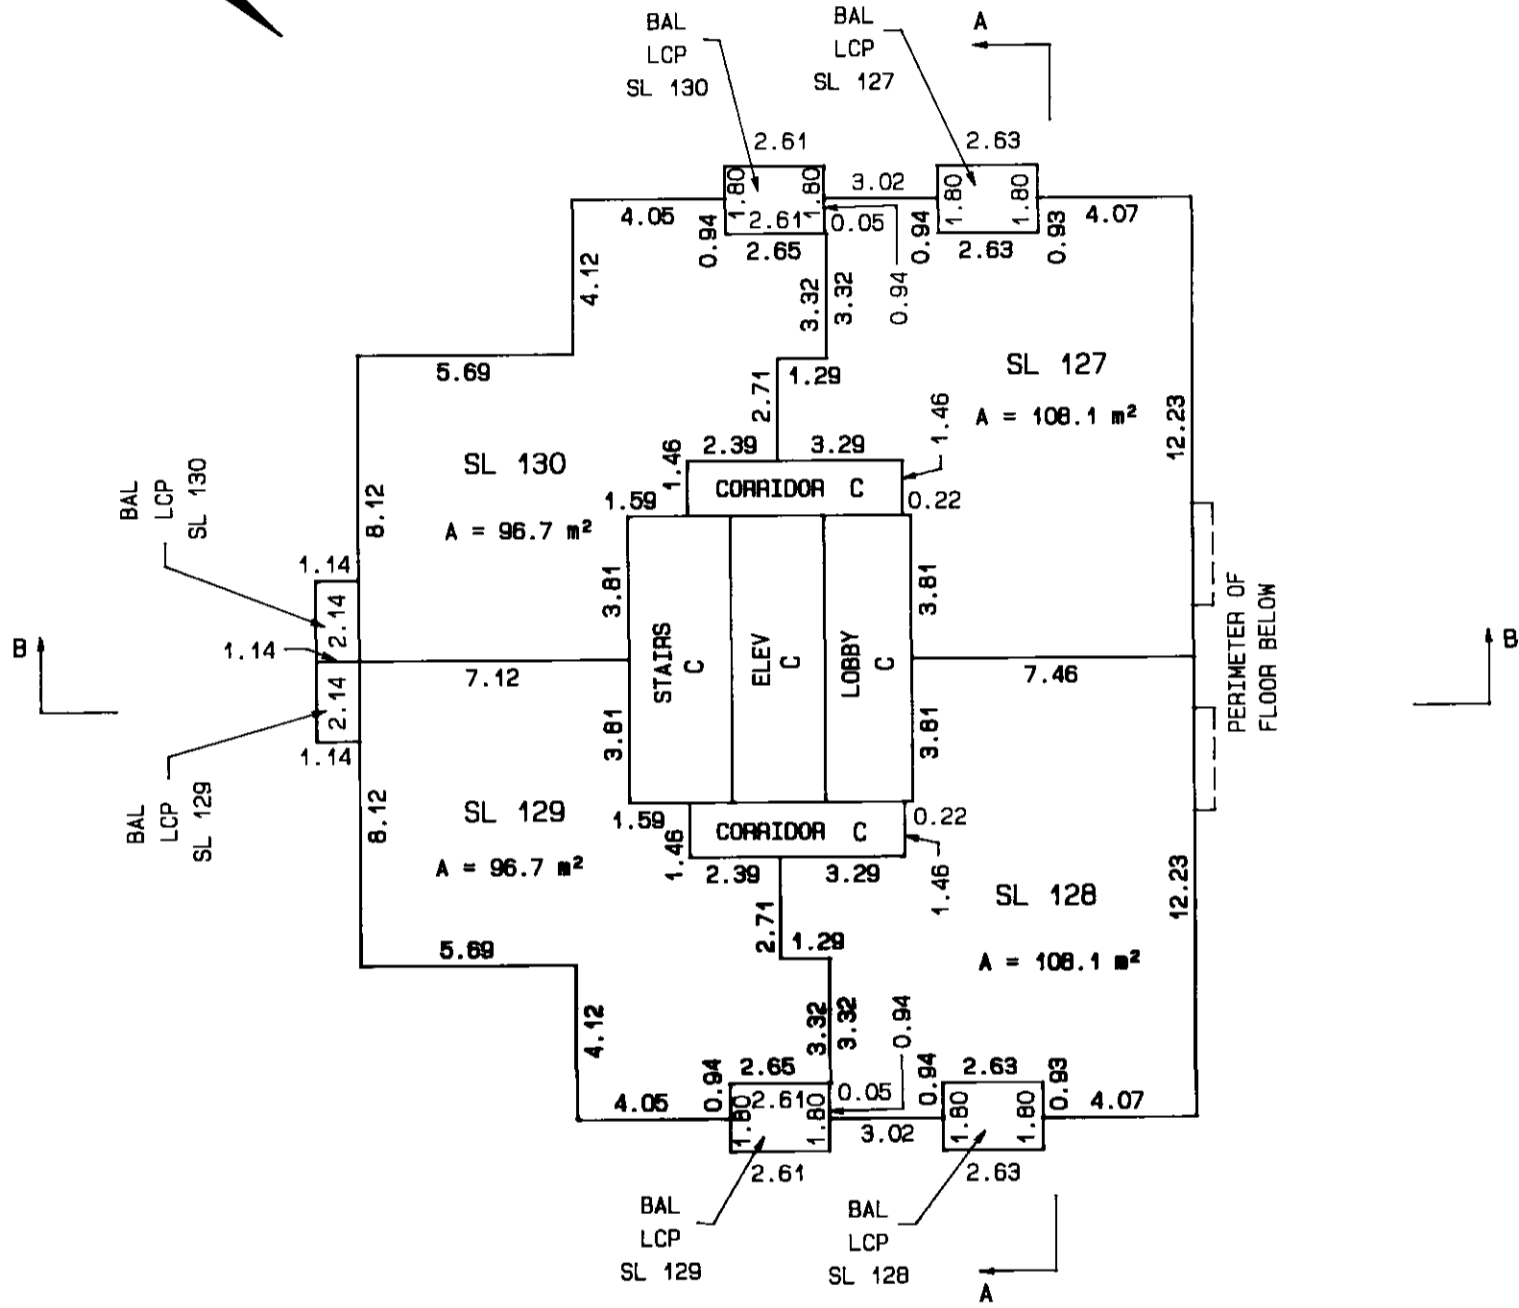 BAL
LCP
SL 130
BAL
LCP
SL 127
A
2.61
2.63
1.80
1.80
3.02
1.80
1.80
4.05
2.61
0.05
4.07
0.94
2.65
0.94
2.63
0.93
0.94
4.12
3.32
3.32
5.69
2.71
1.29
SL 127
A = 108.1 m²
12.23
1.46
2.39
3.29
1.46
SL 130
CORRIDOR C
1.59
0.22
A = 96.7 m²
8.12
BAL
LCP
SL 130
1.14
2.14
3.81
3.81
PERIMETER OF
FLOOR BELOW
B
B
1.14
7.12
STAIRS
C
ELEV
C
LOBBY
C
7.46
2.14
1.14
3.81
3.81
BAL
LCP
SL 129
8.12
SL 129
A = 96.7 m²
1.59
0.22
CORRIDOR C
1.46
2.39
3.29
1.46
SL 128
A = 108.1 m²
12.23
2.71
1.29
5.69
4.12
3.32
3.32
0.94
0.94
2.65
0.94
2.63
0.93
4.05
2.61
0.05
4.07
1.80
1.80
3.02
1.80
1.80
2.61
2.63
BAL
LCP
SL 129
BAL
LCP
SL 128
A